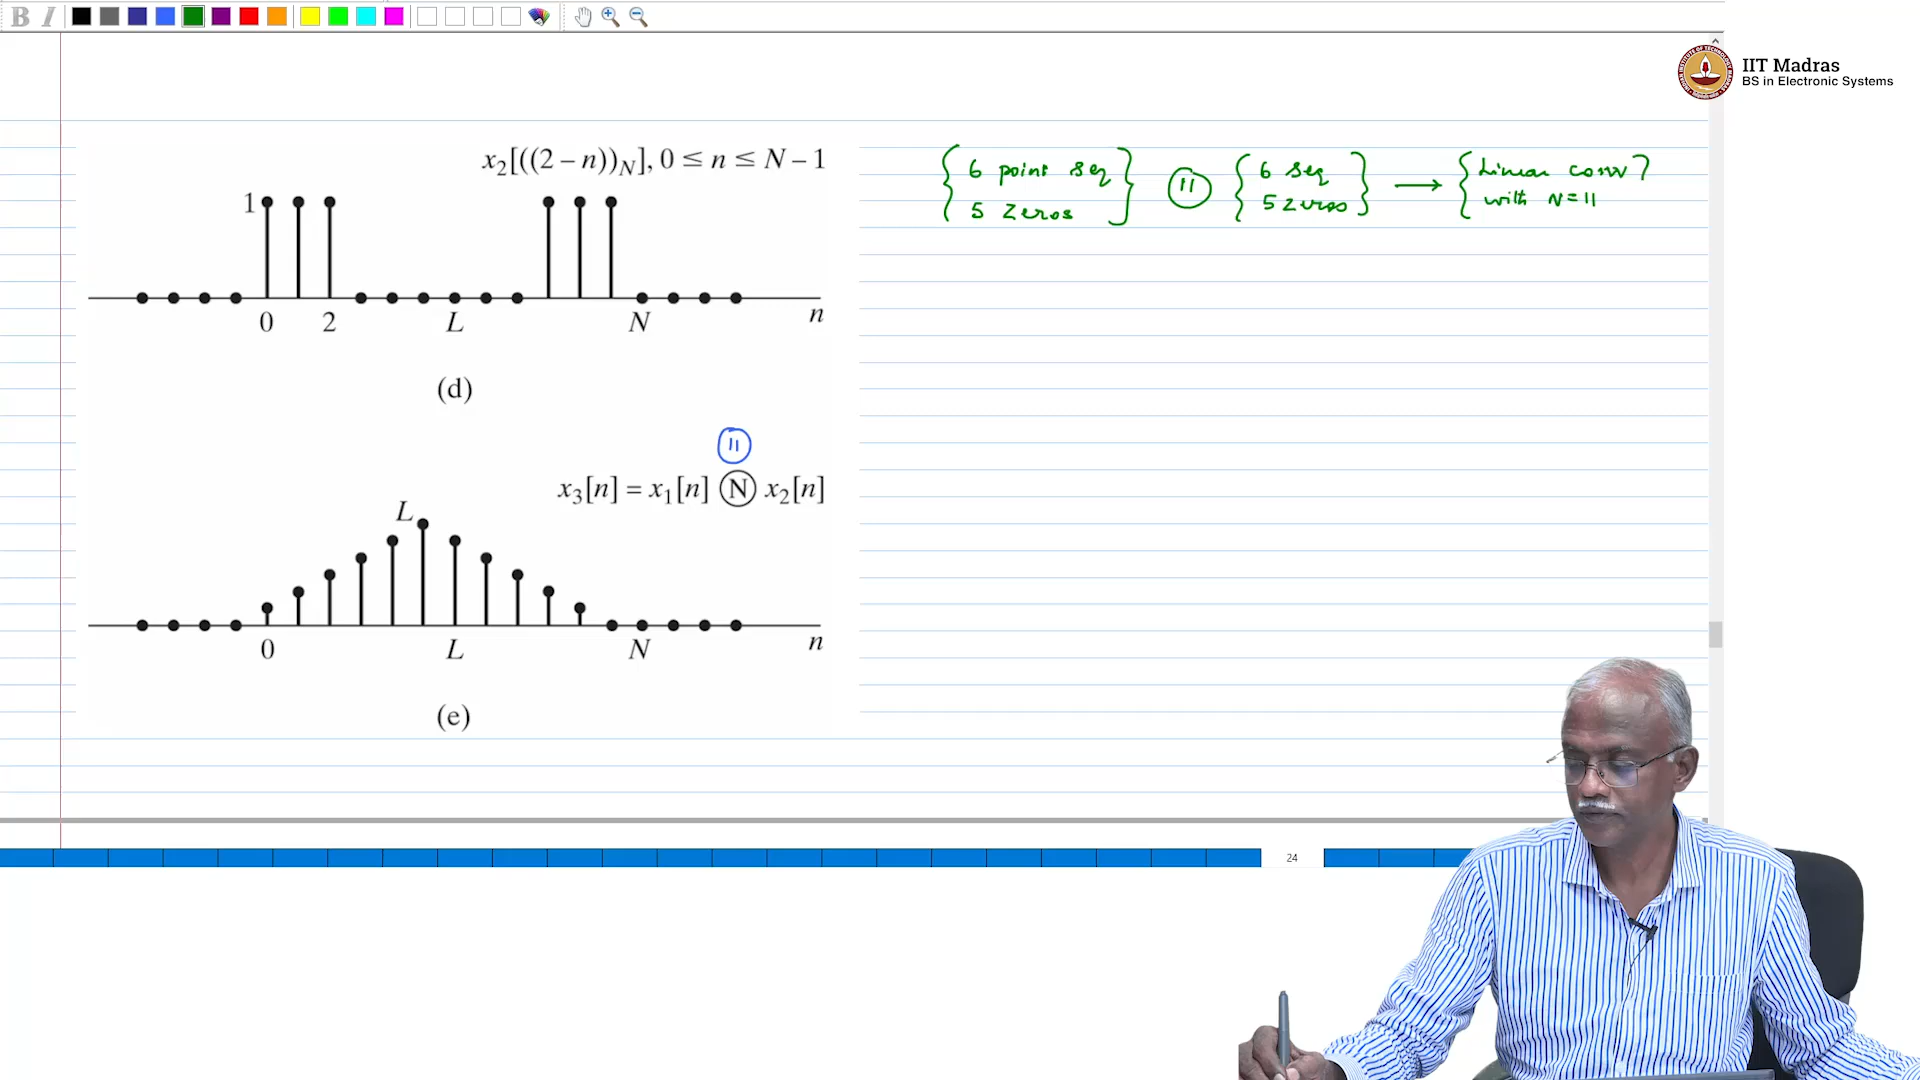 B I
IIT Madras
BS in Electronic Systems
x₂[((2 – n))_N], 0 ≤ n ≤ N – 1
1
0 2 L N n
(d)
11
x₃[n] = x₁[n] Ⓝ x₂[n]
L
0 L N n
(e)
{ 6 point seq } ⑪ { 6 seq } → { Linear conv }
5 zeros 5 zeros with N=11
24